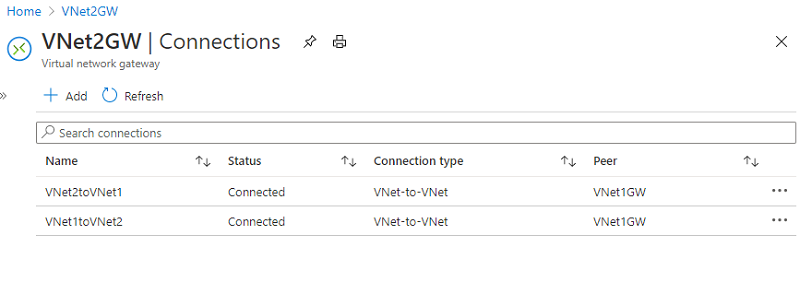 Home > VNet2GW
VNet2GW | Connections
Virtual network gateway
» + Add Refresh
Search connections
Name ↑↓ Status ↑↓ Connection type ↑↓ Peer ↑↓
VNet2toVNet1 Connected VNet-to-VNet VNet1GW ...
VNet1toVNet2 Connected VNet-to-VNet VNet1GW ...